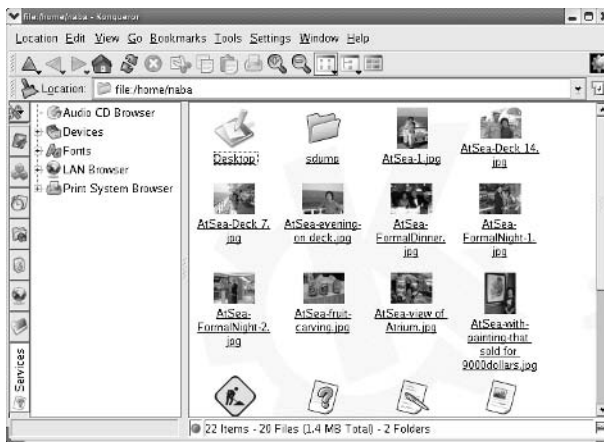 file:/home/naba - Konqueror
Location Edit View Go Bookmarks Tools Settings Window Help
Location: file:/home/naba
Audio CD Browser
Devices
Fonts
LAN Browser
Print System Browser
Services
Desktop
sdump
AtSea-1.jpg
AtSea-Deck 14.
jpg
AtSea-Deck 7.
jpg
AtSea-evening-
on deck.jpg
AtSea-
FormalDinner.
jpg
AtSea-
FormalNight-1.
jpg
AtSea-
FormalNight-2.
jpg
AtSea-fruit-
carving.jpg
AtSea-view of
Atrium.jpg
AtSea-with-
painting-that
sold for
9000dollars.jpg
22 Items - 20 Files (1.4 MB Total) - 2 Folders